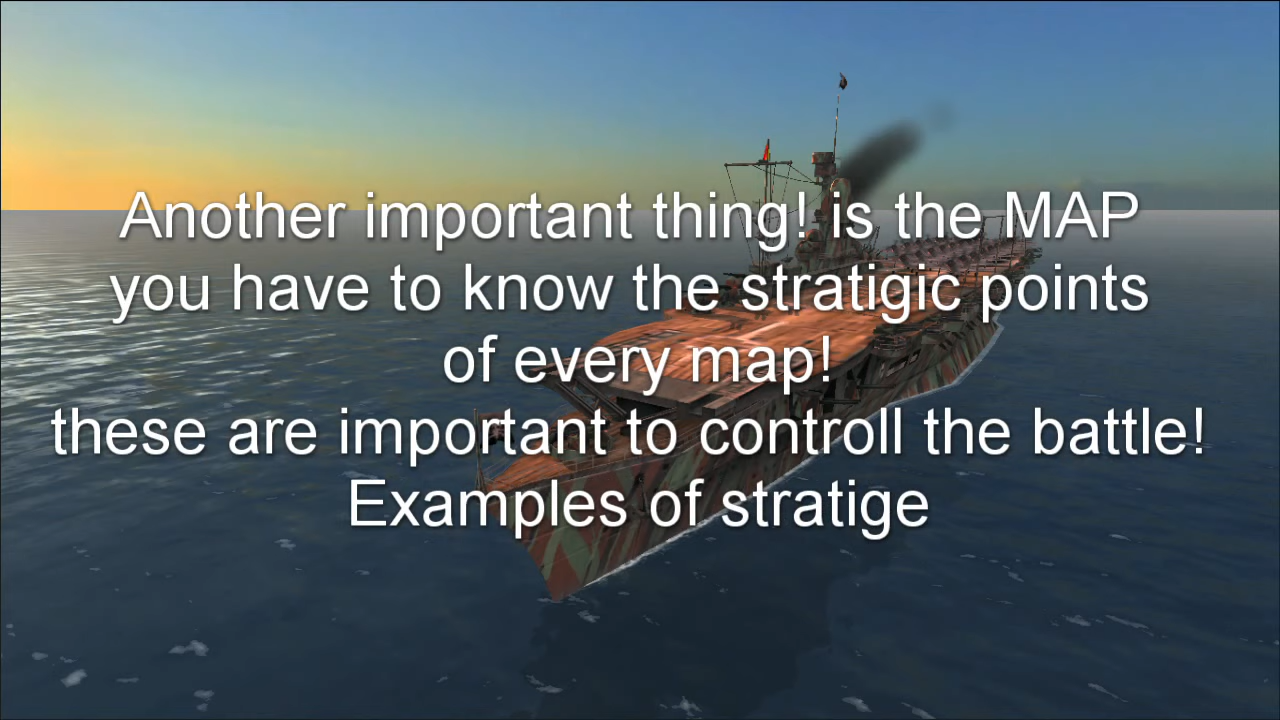 Another important thing! is the MAP
you have to know the stratigic points
of every map!
these are important to controll the battle!
Examples of stratige